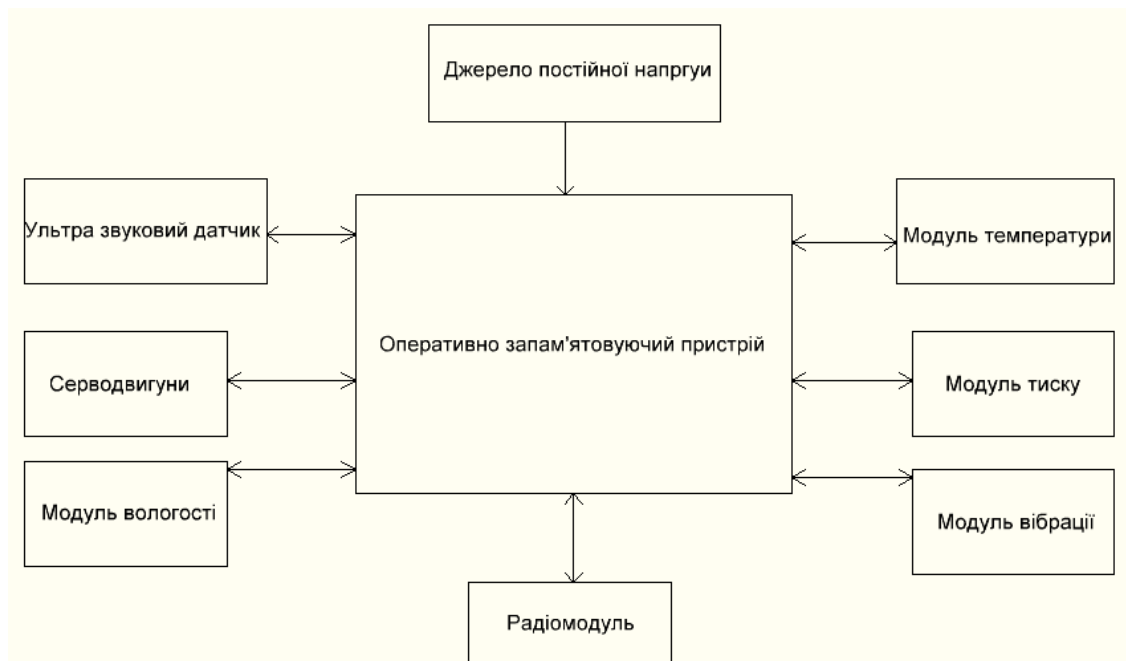 Джерело постійної напргуи
Ультра звуковий датчик
Модуль температури
Оперативно запам'ятовуючий пристрій
Серводвигуни
Модуль тиску
Модуль вологості
Модуль вібрації
Радіомодуль